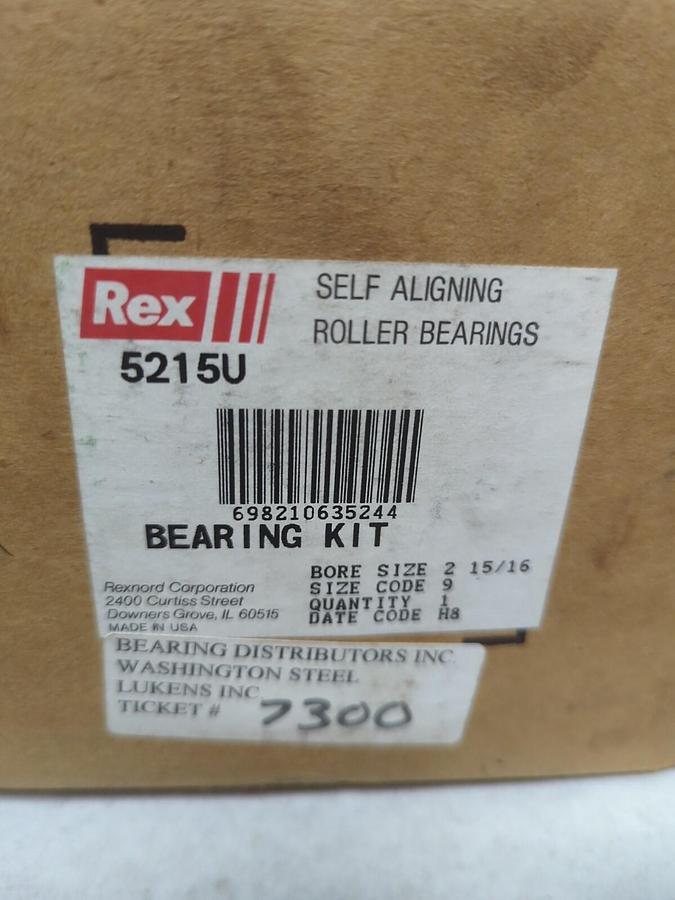 Rex
SELF ALIGNING
ROLLER BEARINGS
5215U
698210635244
BEARING KIT
BORE SIZE 2 15/16
SIZE CODE 9
QUANTITY 1
DATE CODE H8
Rexnord Corporation
2400 Curtiss Street
Downers Grove, IL 60515
MADE IN USA
BEARING DISTRIBUTORS INC.
WASHINGTON STEEL
LUKENS INC
TICKET # 7300